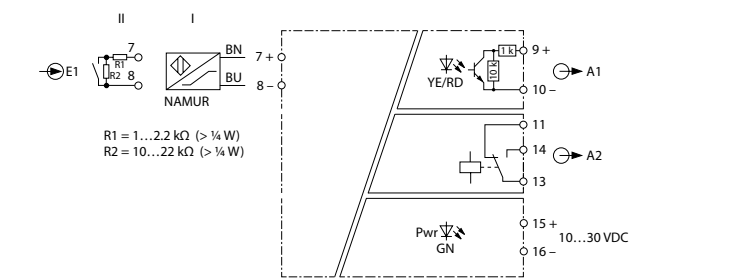 II I
E1
7
R1
R2 8
BN 7 +
BU 8 –
NAMUR
R1 = 1…2.2 kΩ (> ¼ W)
R2 = 10…22 kΩ (> ¼ W)
YE/RD
1 k
10 k
9 +
10 –
A1
11
14
13
A2
Pwr
GN
15 +
16 –
10…30 VDC